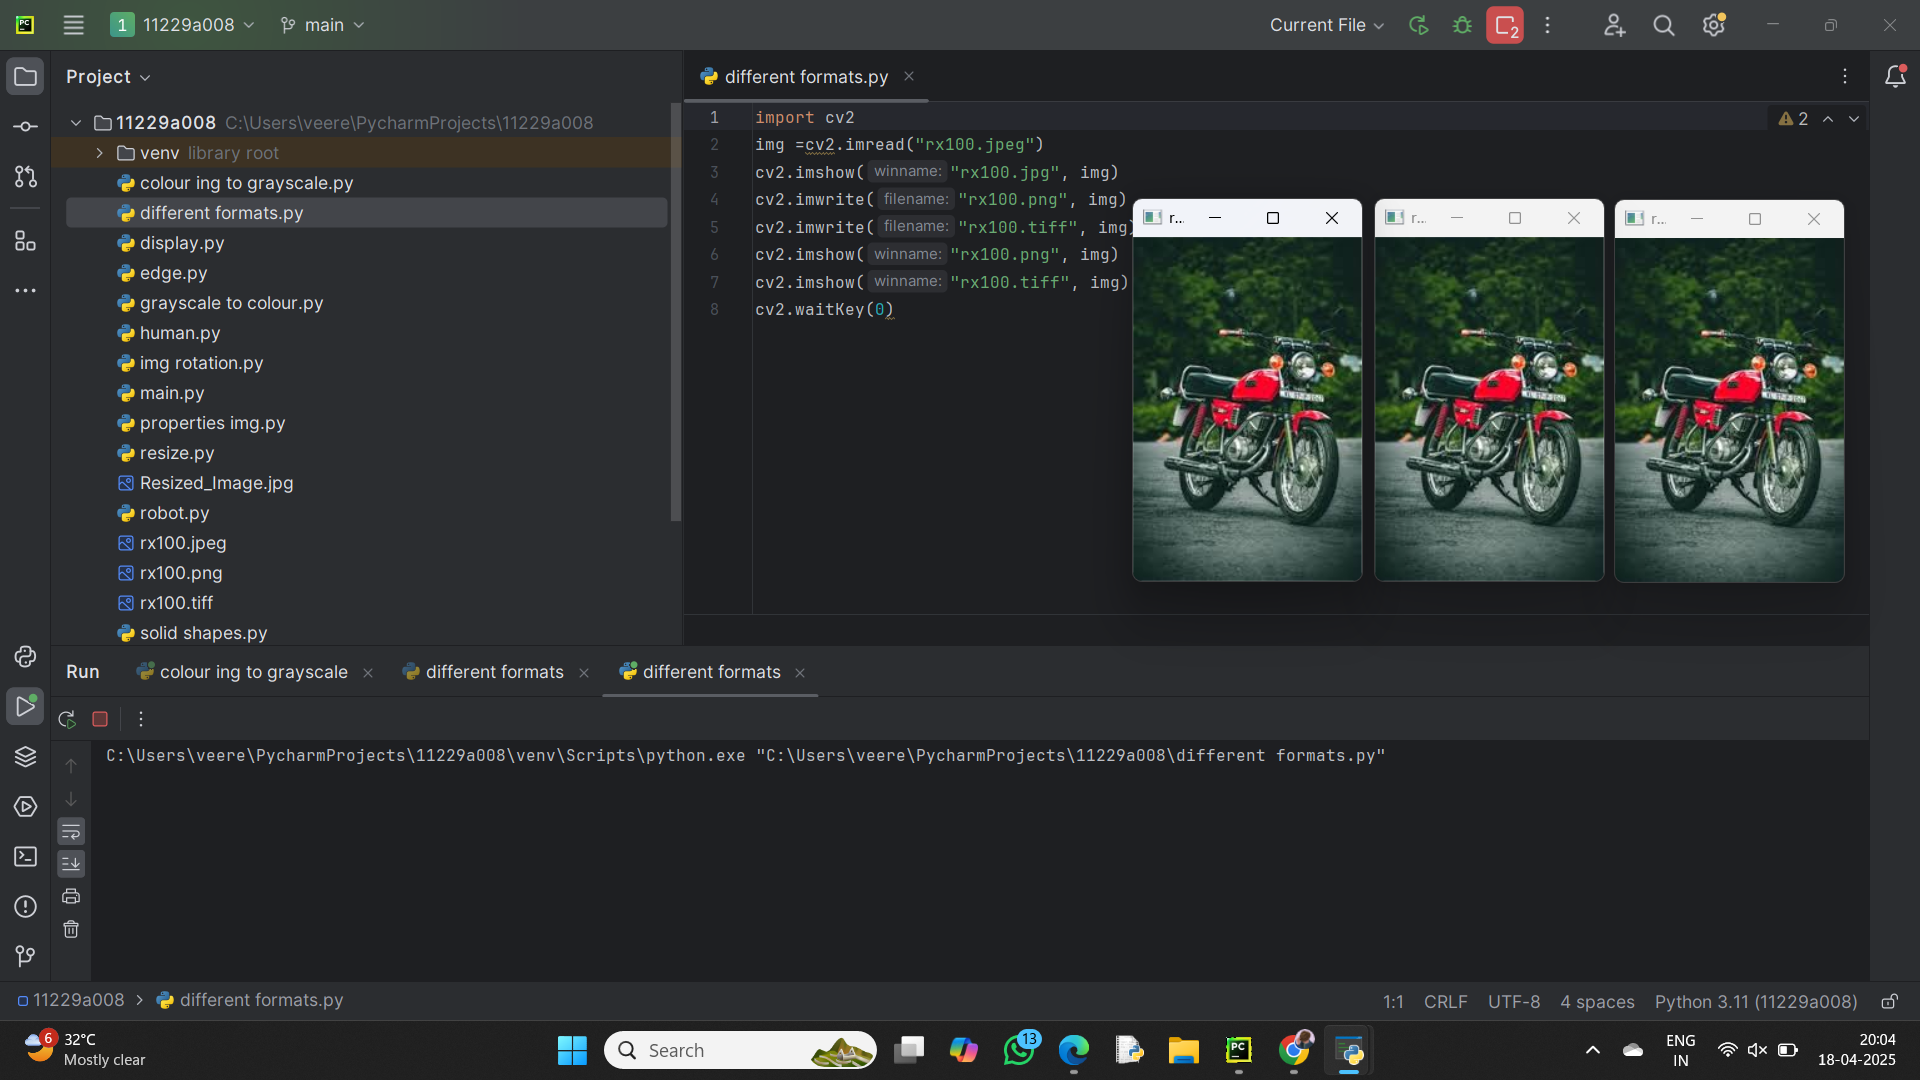 PC
1 11229a008
main
Current File
2
Project
11229a008 C:\Users\veere\PycharmProjects\11229a008
venv library root
colour ing to grayscale.py
different formats.py
display.py
edge.py
grayscale to colour.py
human.py
img rotation.py
main.py
properties img.py
resize.py
Resized_Image.jpg
robot.py
rx100.jpeg
rx100.png
rx100.tiff
solid shapes.py
different formats.py
2
1 import cv2
2 img =cv2.imread("rx100.jpeg")
3 cv2.imshow( winname: "rx100.jpg", img)
4 cv2.imwrite( filename: "rx100.png", img)
5 cv2.imwrite( filename: "rx100.tiff", img)
6 cv2.imshow( winname: "rx100.png", img)
7 cv2.imshow( winname: "rx100.tiff", img)
8 cv2.waitKey(0)
r...
r...
r...
Run
colour ing to grayscale
different formats
different formats
C:\Users\veere\PycharmProjects\11229a008\venv\Scripts\python.exe "C:\Users\veere\PycharmProjects\11229a008\different formats.py"
11229a008 > different formats.py
1:1 CRLF UTF-8 4 spaces Python 3.11 (11229a008)
6
32°C
Mostly clear
Search
13
PC
ENG
IN
20:04
18-04-2025